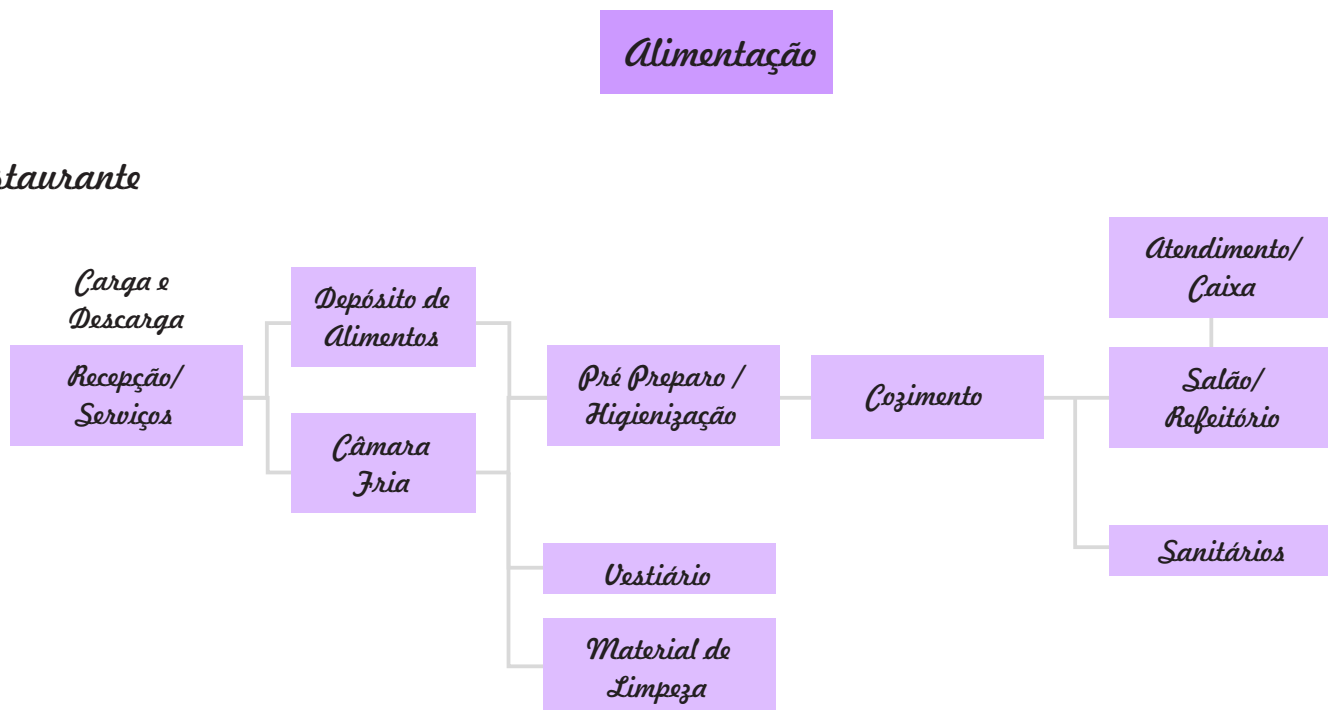 Alimentação
staurante
Carga e
Descarga
Recepção/
Serviços
Depósito de
Alimentos
Câmara
Fria
Pré Preparo /
Higienização
Vestiário
Material de
Limpeza
Cozimento
Atendimento/
Caixa
Salão/
Refeitório
Sanitários